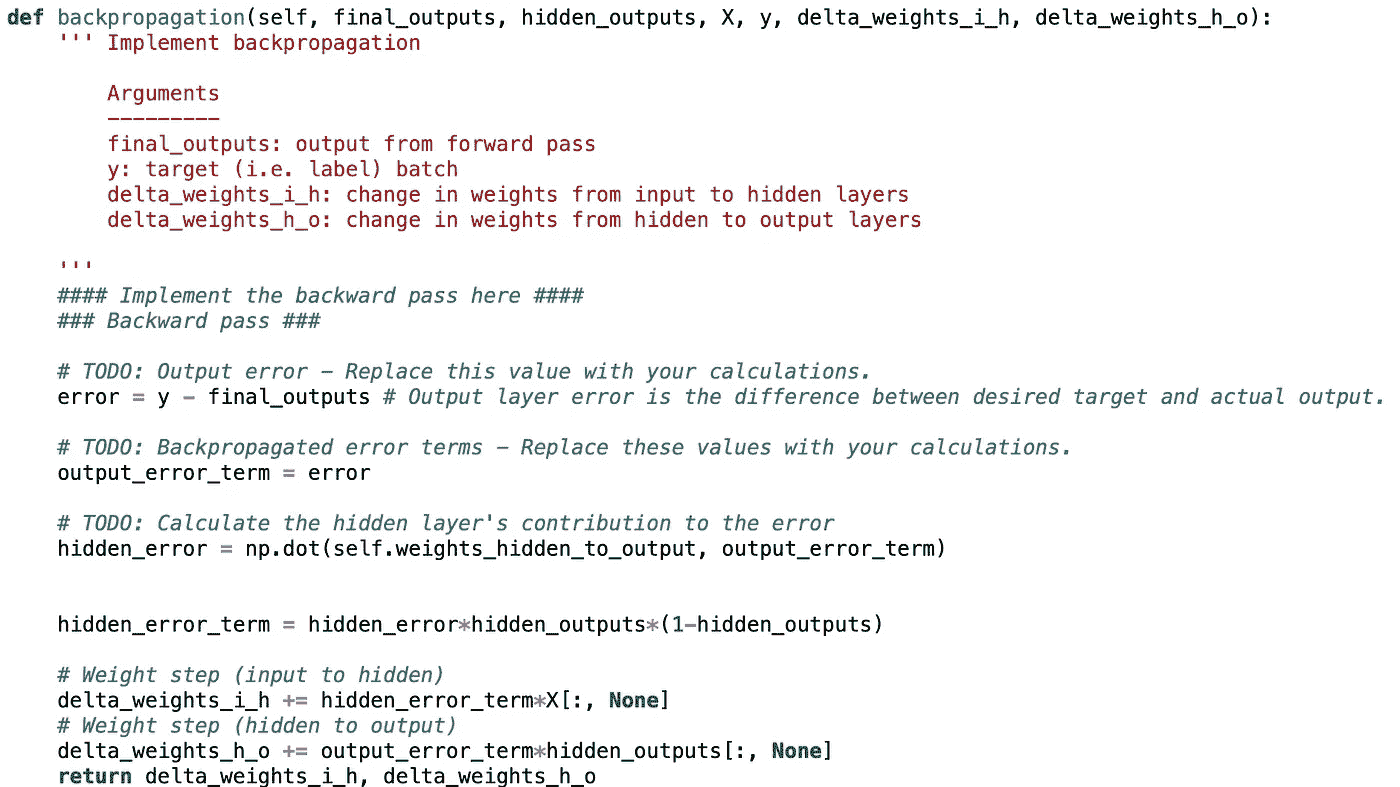 def backpropagation(self, final_outputs, hidden_outputs, X, y, delta_weights_i_h, delta_weights_h_o):
    ''' Implement backpropagation

        Arguments
        ---------
        final_outputs: output from forward pass
        y: target (i.e. label) batch
        delta_weights_i_h: change in weights from input to hidden layers
        delta_weights_h_o: change in weights from hidden to output layers

    '''
    #### Implement the backward pass here ####
    ### Backward pass ###

    # TODO: Output error - Replace this value with your calculations.
    error = y - final_outputs # Output layer error is the difference between desired target and actual output.

    # TODO: Backpropagated error terms - Replace these values with your calculations.
    output_error_term = error

    # TODO: Calculate the hidden layer's contribution to the error
    hidden_error = np.dot(self.weights_hidden_to_output, output_error_term)


    hidden_error_term = hidden_error*hidden_outputs*(1-hidden_outputs)

    # Weight step (input to hidden)
    delta_weights_i_h += hidden_error_term*X[:, None]
    # Weight step (hidden to output)
    delta_weights_h_o += output_error_term*hidden_outputs[:, None]
    return delta_weights_i_h, delta_weights_h_o